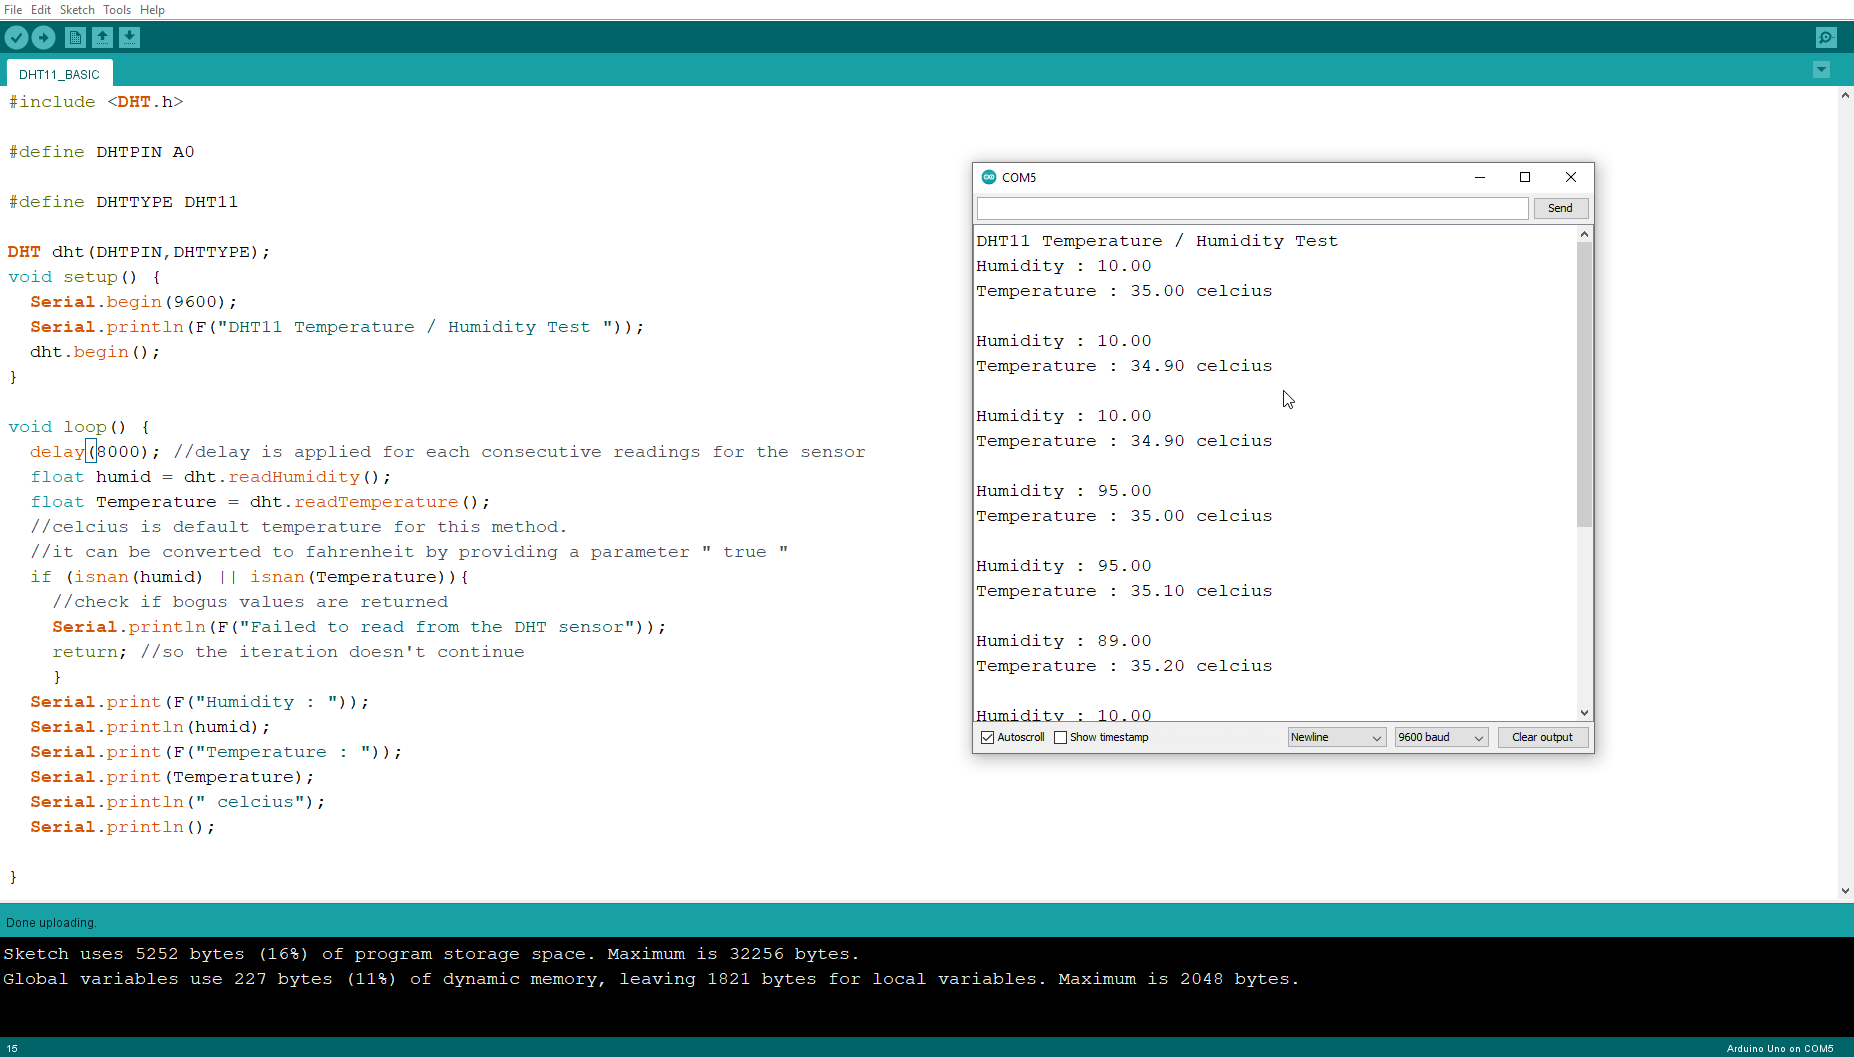 File Edit Sketch Tools Help
DHT11_BASIC
#include <DHT.h>
#define DHTPIN A0
#define DHTTYPE DHT11
DHT dht(DHTPIN,DHTTYPE);
void setup() {
  Serial.begin(9600);
  Serial.println(F("DHT11 Temperature / Humidity Test "));
  dht.begin();
}
void loop() {
  delay(8000); //delay is applied for each consecutive readings for the sensor
  float humid = dht.readHumidity();
  float Temperature = dht.readTemperature();
  //celcius is default temperature for this method.
  //it can be converted to fahrenheit by providing a parameter " true "
  if (isnan(humid) || isnan(Temperature)){
    //check if bogus values are returned
    Serial.println(F("Failed to read from the DHT sensor"));
    return; //so the iteration doesn't continue
    }
  Serial.print(F("Humidity : "));
  Serial.println(humid);
  Serial.print(F("Temperature : "));
  Serial.print(Temperature);
  Serial.println(" celcius");
  Serial.println();
}
COM5
Send
DHT11 Temperature / Humidity Test
Humidity : 10.00
Temperature : 35.00 celcius
Humidity : 10.00
Temperature : 34.90 celcius
Humidity : 10.00
Temperature : 34.90 celcius
Humidity : 95.00
Temperature : 35.00 celcius
Humidity : 95.00
Temperature : 35.10 celcius
Humidity : 89.00
Temperature : 35.20 celcius
Humidity : 10.00
Autoscroll Show timestamp Newline 9600 baud Clear output
Done uploading.
Sketch uses 5252 bytes (16%) of program storage space. Maximum is 32256 bytes.
Global variables use 227 bytes (11%) of dynamic memory, leaving 1821 bytes for local variables. Maximum is 2048 bytes.
15 Arduino Uno on COM5